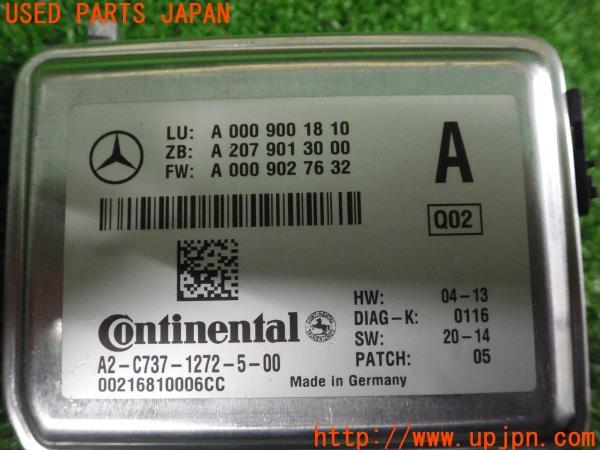 USED PARTS JAPAN
LU: A 000 900 18 10
ZB: A 207 901 30 00
FW: A 000 902 76 32
A
Q02
Continental
A2-C737-1272-5-00
00216810006CC
HW: 04-13
DIAG-K: 0116
SW: 20-14
PATCH: 05
Made in Germany
UPJ http://www.upjpn.com/